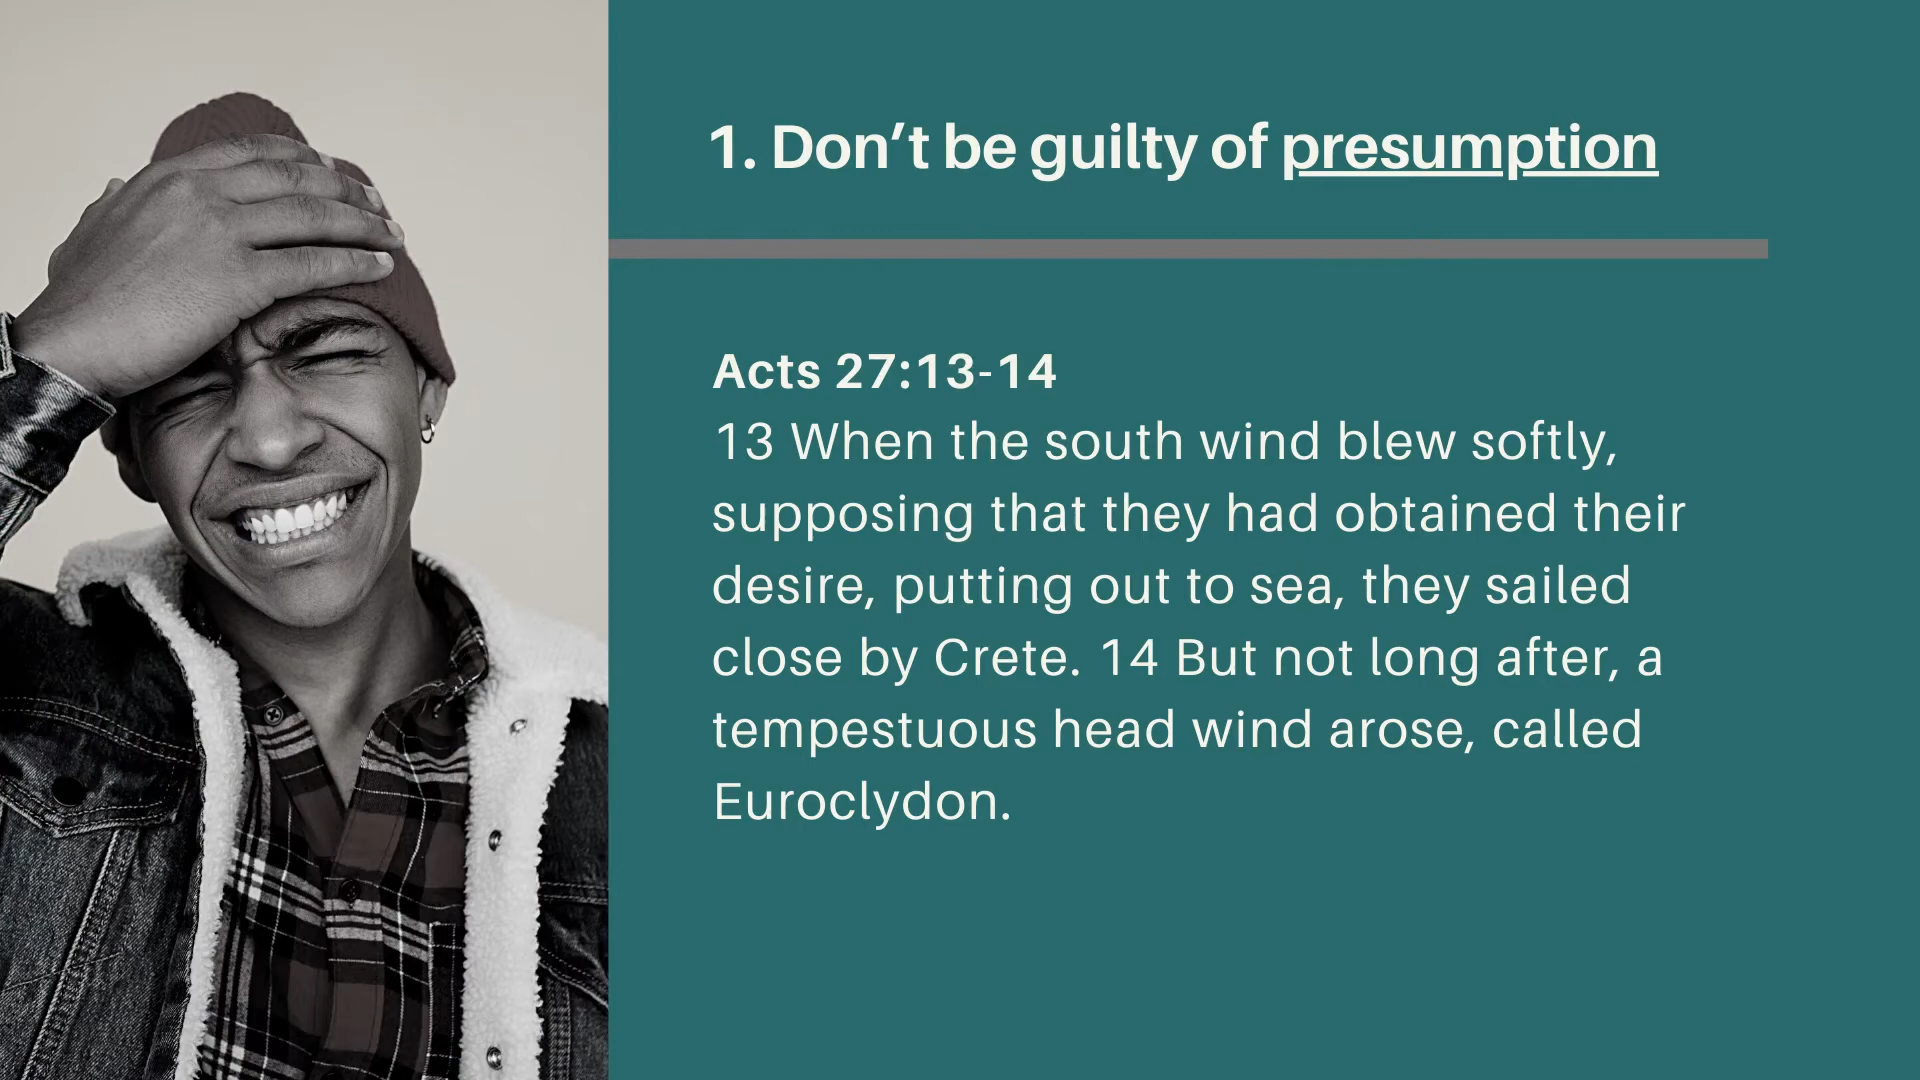 1. Don’t be guilty of presumption
Acts 27:13-14
13 When the south wind blew softly,
supposing that they had obtained their
desire, putting out to sea, they sailed
close by Crete. 14 But not long after, a
tempestuous head wind arose, called
Euroclydon.